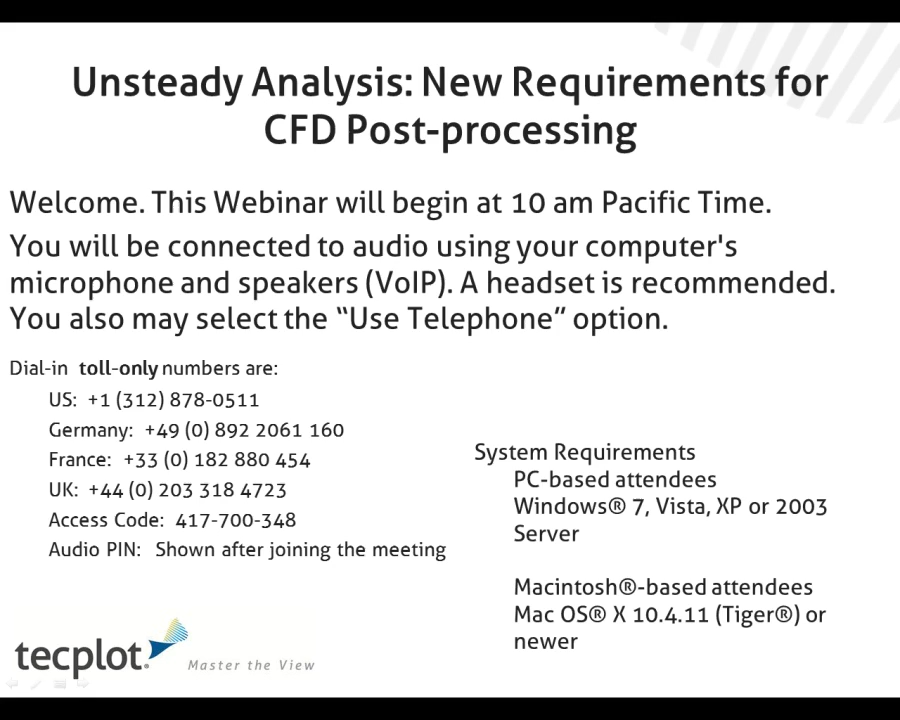 Unsteady Analysis: New Requirements for
CFD Post-processing
Welcome. This Webinar will begin at 10 am Pacific Time.
You will be connected to audio using your computer's
microphone and speakers (VoIP). A headset is recommended.
You also may select the “Use Telephone” option.
Dial-in toll-only numbers are:
US: +1 (312) 878-0511
Germany: +49 (0) 892 2061 160
France: +33 (0) 182 880 454
UK: +44 (0) 203 318 4723
Access Code: 417-700-348
Audio PIN: Shown after joining the meeting
System Requirements
PC-based attendees
Windows® 7, Vista, XP or 2003
Server
Macintosh®-based attendees
Mac OS® X 10.4.11 (Tiger®) or
newer
tecplot. Master the View